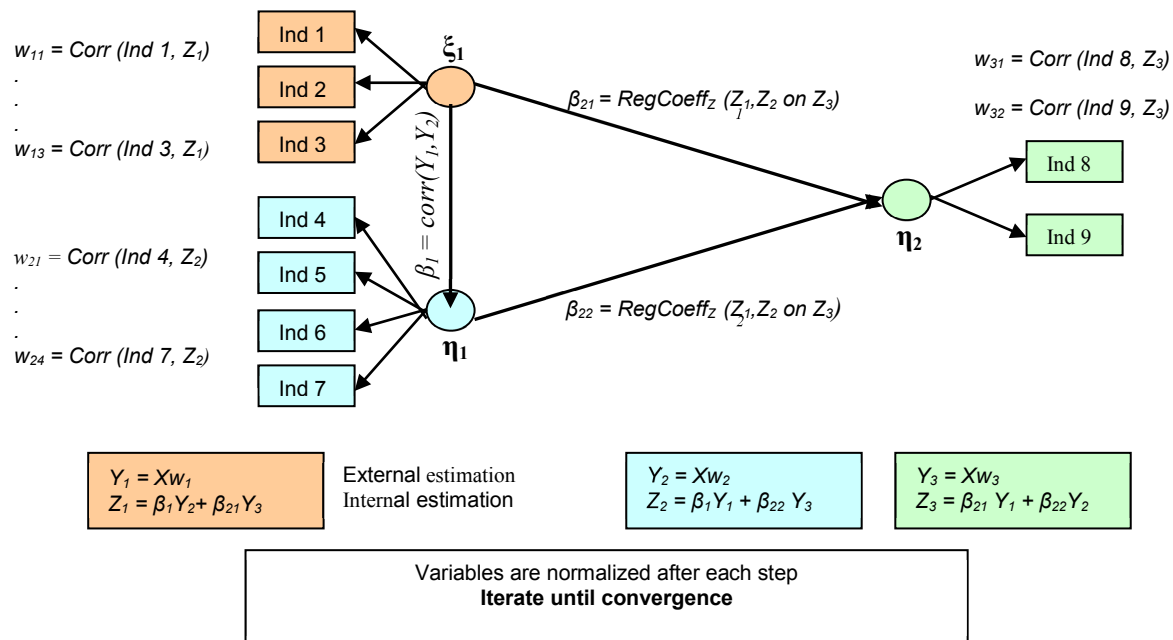 w11 = Corr (Ind 1, Z1)
.
.
.
w13 = Corr (Ind 3, Z1)
w21 = Corr (Ind 4, Z2)
.
.
.
w24 = Corr (Ind 7, Z2)
Ind 1
Ind 2
Ind 3
Ind 4
Ind 5
Ind 6
Ind 7
ξ1
β1 = corr(Y1,Y2)
η1
β21 = RegCoeffZ (Z1,Z2 on Z3)
1
β22 = RegCoeffZ (Z1,Z2 on Z3)
2
η2
w31 = Corr (Ind 8, Z3)
w32 = Corr (Ind 9, Z3)
Ind 8
Ind 9
Y1 = Xw1
Z1 = β1Y2+ β21Y3
External estimation
Internal estimation
Y2 = Xw2
Z2 = β1Y1 + β22 Y3
Y3 = Xw3
Z3 = β21 Y1 + β22Y2
Variables are normalized after each step
Iterate until convergence